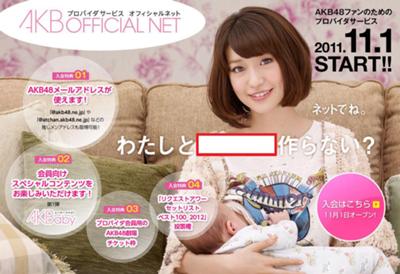 プロバイダサービス オフィシャルネット
AKB OFFICIAL NET
AKB48ファンのための
プロバイダサービス
2011.11.1
START!!
入会特典 01
AKB48メールアドレスが
使えます!
入会特典 02
会員向け
スペシャルコンテンツを
お楽しみいただけます!
第1弾
AKB Baby
入会特典 03
プロバイダ会員用の
AKB48劇場
チケット枠
入会特典 04
「リクエストアワー
セットリスト
ベスト100 2012」
投票権
ネットでね。
わたしと
作らない?
入会はこちら
11月1日オープン!